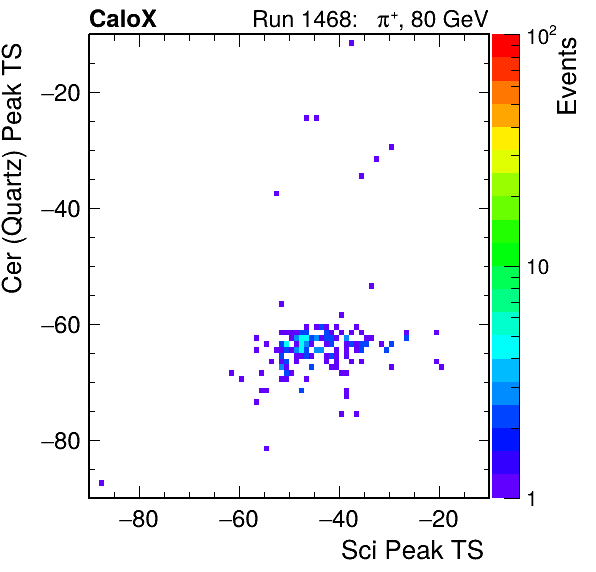 CaloX Run 1468: π⁺, 80 GeV
Cer (Quartz) Peak TS
−20
−40
−60
−80
−80 −60 −40 −20
Sci Peak TS
10²
10
1
Events